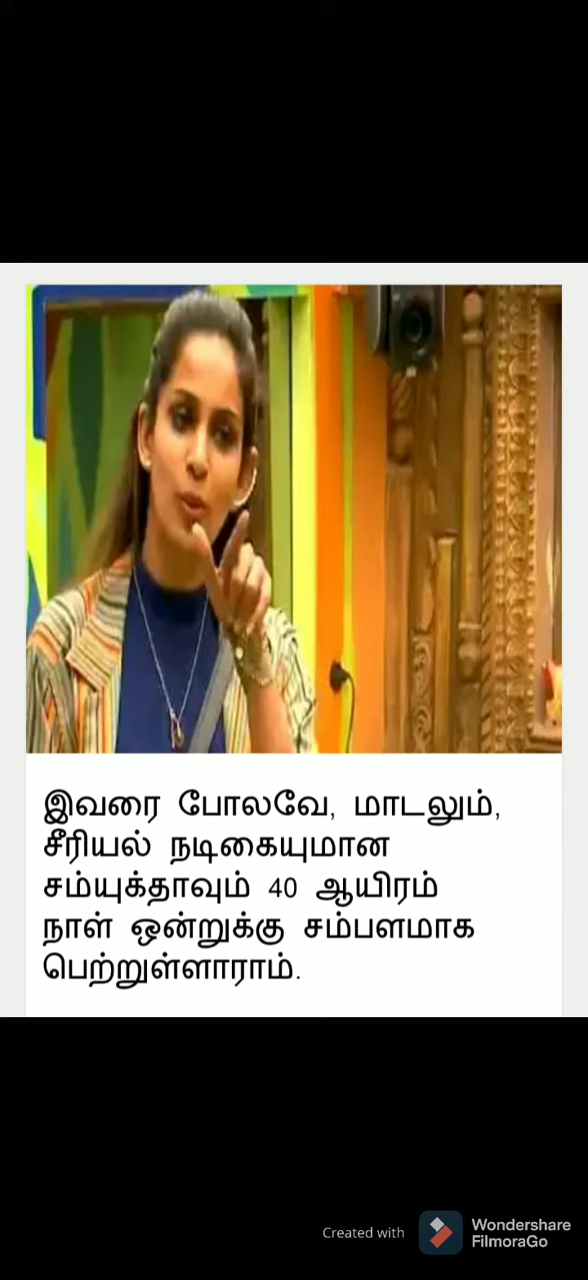 இவரை போலவே, மாடலும்,
சீரியல் நடிகையுமான
சம்யுக்தாவும் 40 ஆயிரம்
நாள் ஒன்றுக்கு சம்பளமாக
பெற்றுள்ளாராம்.
Created with Wondershare
FilmoraGo